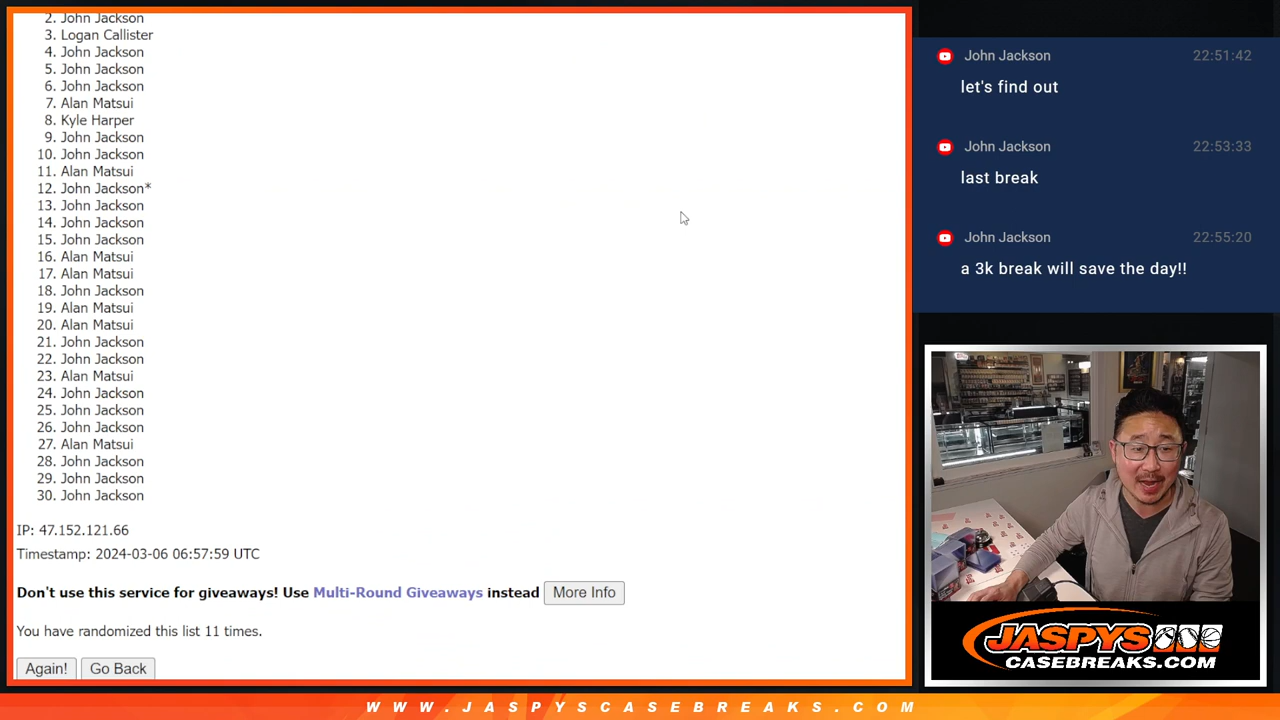 2. John Jackson
3. Logan Callister
4. John Jackson
5. John Jackson
6. John Jackson
7. Alan Matsui
8. Kyle Harper
9. John Jackson
10. John Jackson
11. Alan Matsui
12. John Jackson*
13. John Jackson
14. John Jackson
15. John Jackson
16. Alan Matsui
17. Alan Matsui
18. John Jackson
19. Alan Matsui
20. Alan Matsui
21. John Jackson
22. John Jackson
23. Alan Matsui
24. John Jackson
25. John Jackson
26. John Jackson
27. Alan Matsui
28. John Jackson
29. John Jackson
30. John Jackson
IP: 47.152.121.66
Timestamp: 2024-03-06 06:57:59 UTC
Don't use this service for giveaways! Use Multi-Round Giveaways instead More Info
You have randomized this list 11 times.
Again! Go Back
John Jackson 22:51:42
let's find out
John Jackson 22:53:33
last break
John Jackson 22:55:20
a 3k break will save the day!!
JASPYS
CASEBREAKS.COM
WWW.JASPYSCASEBREAKS.COM